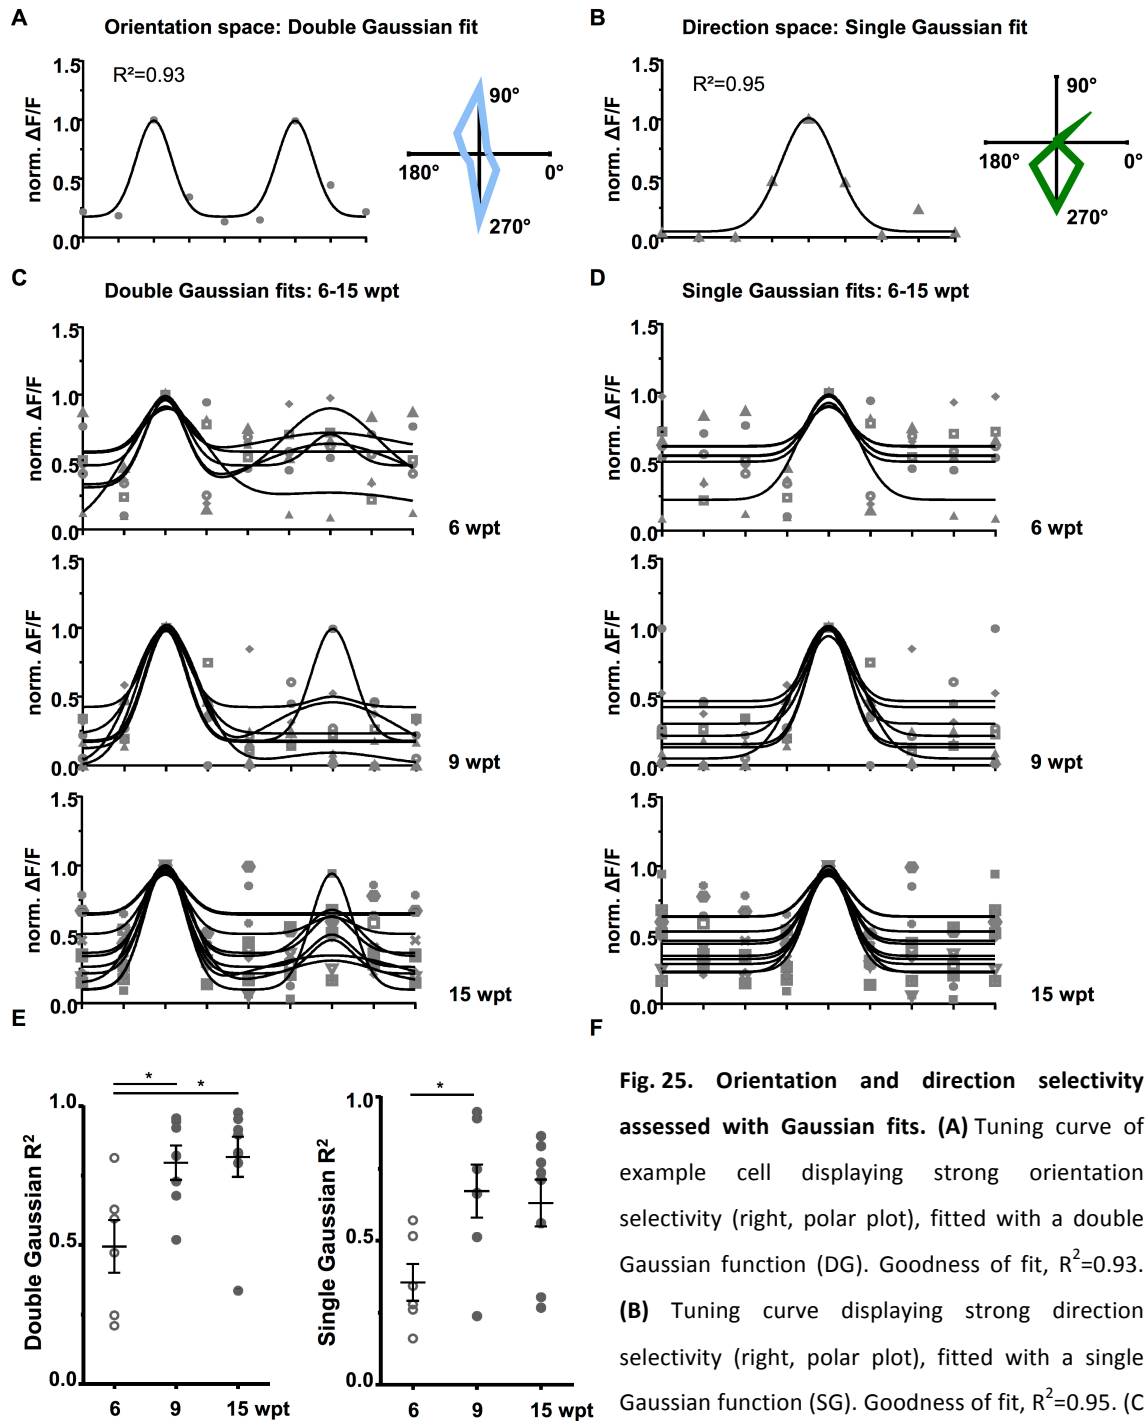 A
Orientation space: Double Gaussian fit
B
Direction space: Single Gaussian fit
1.5
R²=0.93
1.0
norm. ΔF/F
0.5
0.0
90°
180°
0°
270°
1.5
R²=0.95
1.0
norm. ΔF/F
0.5
0.0
90°
180°
0°
270°
C
Double Gaussian fits: 6-15 wpt
D
Single Gaussian fits: 6-15 wpt
1.5
1.0
norm. ΔF/F
0.5
0.0
6 wpt
1.5
1.0
norm. ΔF/F
0.5
0.0
6 wpt
1.5
1.0
norm. ΔF/F
0.5
0.0
9 wpt
1.5
1.0
norm. ΔF/F
0.5
0.0
9 wpt
1.5
1.0
norm. ΔF/F
0.5
0.0
15 wpt
1.5
1.0
norm. ΔF/F
0.5
0.0
15 wpt
E
* *
1.0
Double Gaussian R²
0.5
0.0
6 9 15 wpt
*
1.0
Single Gaussian R²
0.5
0.0
6 9 15 wpt
F
Fig. 25. Orientation and direction selectivity
assessed with Gaussian fits. (A) Tuning curve of
example cell displaying strong orientation
selectivity (right, polar plot), fitted with a double
Gaussian function (DG). Goodness of fit, R²=0.93.
(B) Tuning curve displaying strong direction
selectivity (right, polar plot), fitted with a single
Gaussian function (SG). Goodness of fit, R²=0.95. (C